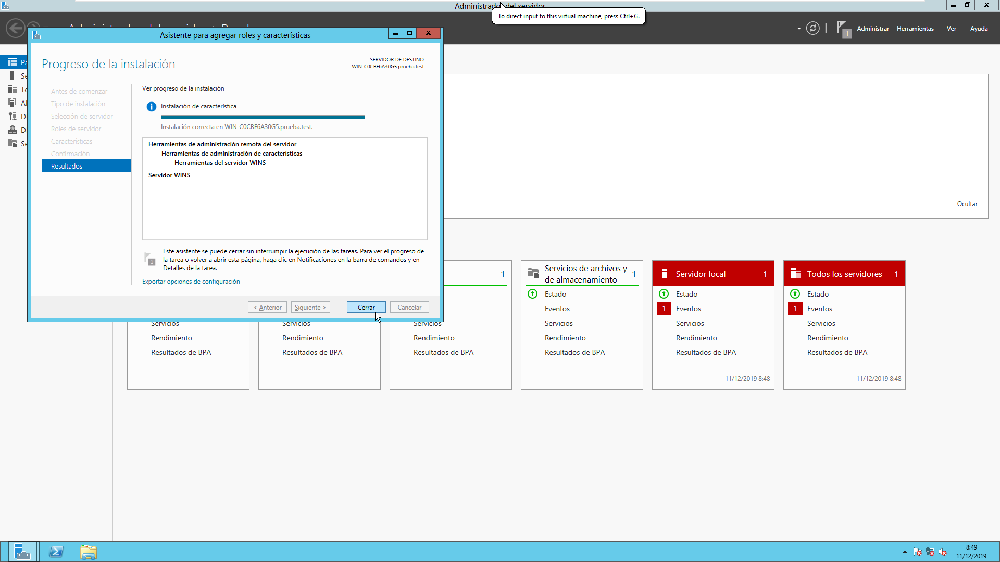 Administrador del servidor
To direct input to this virtual machine, press Ctrl+G.
1
Administrar
Herramientas
Ver
Ayuda
Asistente para agregar roles y características
Progreso de la instalación
SERVIDOR DE DESTINO
WIN-C0CBF6A30G5.prueba.test
Antes de comenzar
Tipo de instalación
Selección de servidor
Roles de servidor
Características
Confirmación
Resultados
Ver progreso de la instalación
Instalación de característica
Instalación correcta en WIN-C0CBF6A30G5.prueba.test.
Herramientas de administración remota del servidor
Herramientas de administración de características
Herramientas del servidor WINS
Servidor WINS
1
Este asistente se puede cerrar sin interrumpir la ejecución de las tareas. Para ver el progreso de
la tarea o volver a abrir esta página, haga clic en Notificaciones en la barra de comandos y en
Detalles de la tarea.
Exportar opciones de configuración
< Anterior
Siguiente >
Cerrar
Cancelar
Ocultar
Servicios
Rendimiento
Resultados de BPA
Servicios
Rendimiento
Resultados de BPA
1
Servicios
Rendimiento
Resultados de BPA
Servicios de archivos y
de almacenamiento
1
Estado
Eventos
Servicios
Rendimiento
Resultados de BPA
Servidor local 1
Estado
1 Eventos
Servicios
Rendimiento
Resultados de BPA
11/12/2019 8:48
Todos los servidores 1
Estado
1 Eventos
Servicios
Rendimiento
Resultados de BPA
11/12/2019 8:48
8:49
11/12/2019